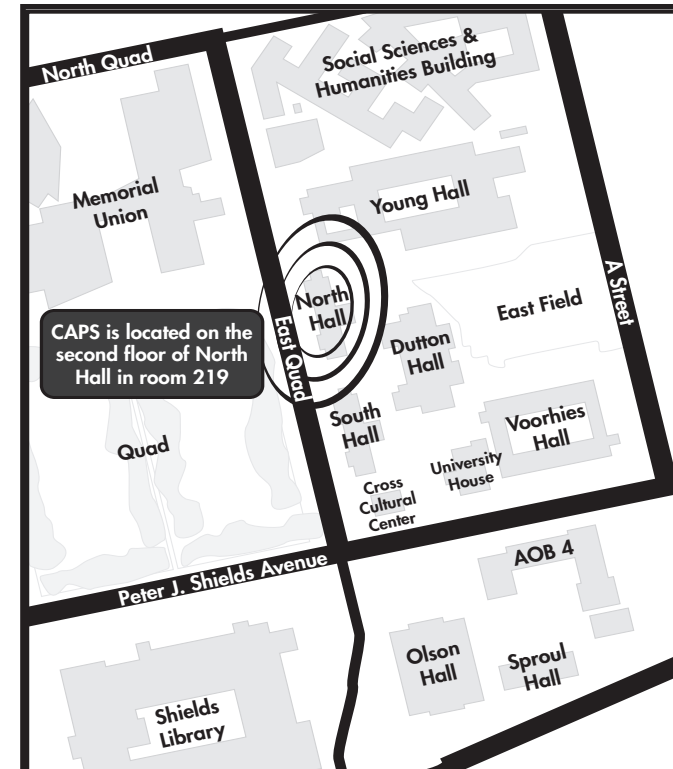 North Quad
Social Sciences &
Humanities Building
Memorial
Union
Young Hall
A Street
East Field
North
Hall
East Quad
CAPS is located on the
second floor of North
Hall in room 219
Dutton
Hall
South
Hall
Voorhies
Hall
Quad
University
House
Cross
Cultural
Center
Peter J. Shields Avenue
AOB 4
Olson
Hall
Sproul
Hall
Shields
Library